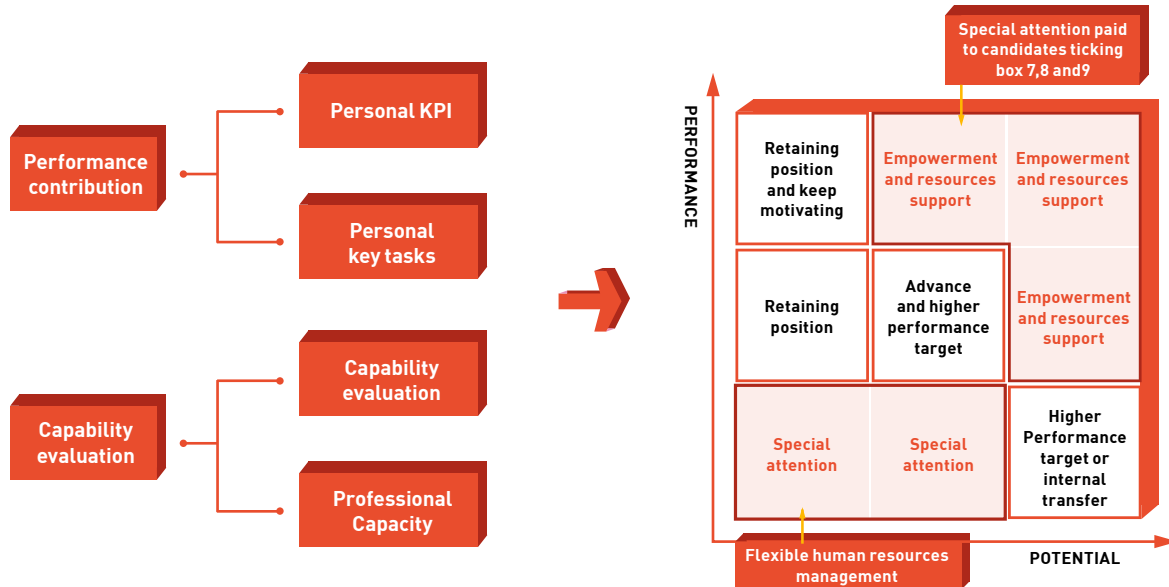 Performance
contribution
Personal KPI
Personal
key tasks
Capability
evaluation
Capability
evaluation
Professional
Capacity
Special attention paid
to candidates ticking
box 7,8 and9
PERFORMANCE
Retaining
position
and keep
motivating
Empowerment
and resources
support
Empowerment
and resources
support
Retaining
position
Advance
and higher
performance
target
Empowerment
and resources
support
Special
attention
Special
attention
Higher
Performance
target or
internal
transfer
Flexible human resources
management
POTENTIAL